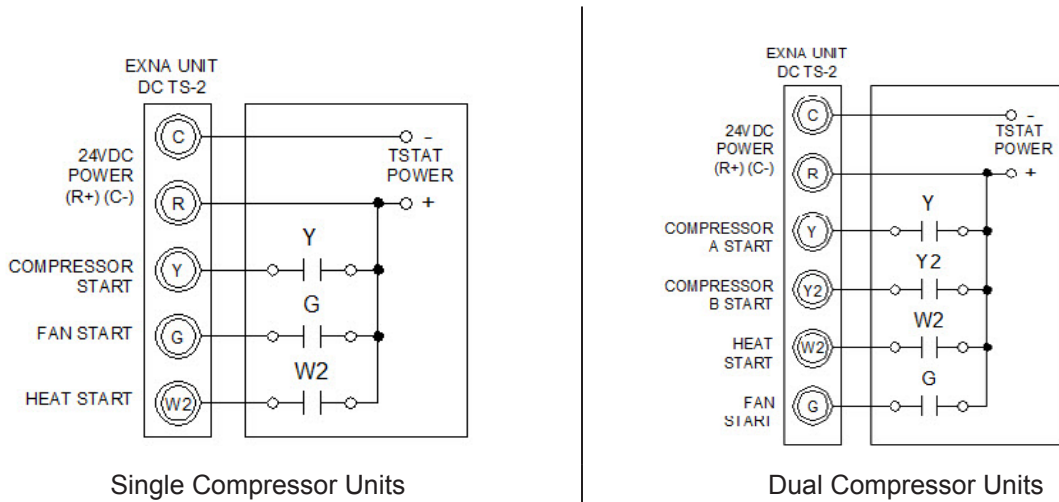 EXNA UNIT
DC TS-2
C
-
24VDC
POWER
(R+) (C-)
TSTAT
POWER
R
+
Y
COMPRESSOR
START
Y
G
FAN START
G
W2
HEAT START
W2
Single Compressor Units
EXNA UNIT
DC TS-2
C
-
24VDC
POWER
(R+) (C-)
TSTAT
POWER
R
+
Y
COMPRESSOR
A START
Y
Y2
COMPRESSOR
B START
Y2
W2
HEAT
START
W2
G
FAN
START
G
Dual Compressor Units